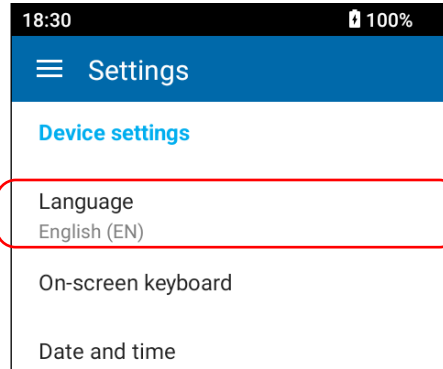 18:30 100%
Settings
Device settings
Language
English (EN)
On-screen keyboard
Date and time